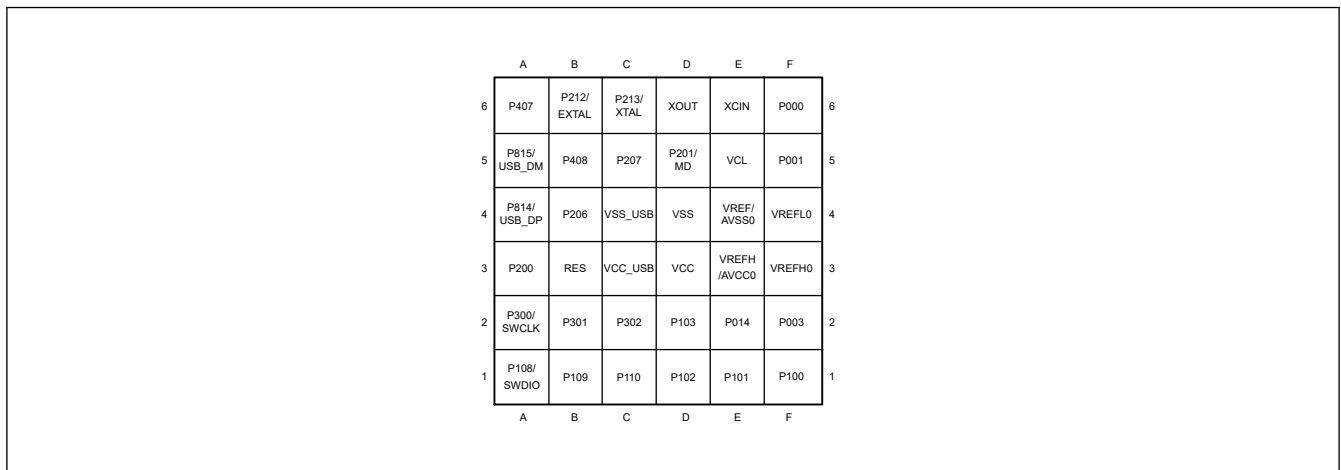 A B C D E F
6 P407 P212/ P213/ XOUT XCIN P000 6
EXTAL XTAL
5 P815/ P408 P207 P201/ VCL P001 5
USB_DM MD
4 P814/ P206 VSS_USB VSS VREF/ VREFL0 4
USB_DP AVSS0
3 P200 RES VCC_USB VCC VREFH VREFH0 3
/AVCC0
2 P300/ P301 P302 P103 P014 P003 2
SWCLK
1 P108/ P109 P110 P102 P101 P100 1
SWDIO
A B C D E F